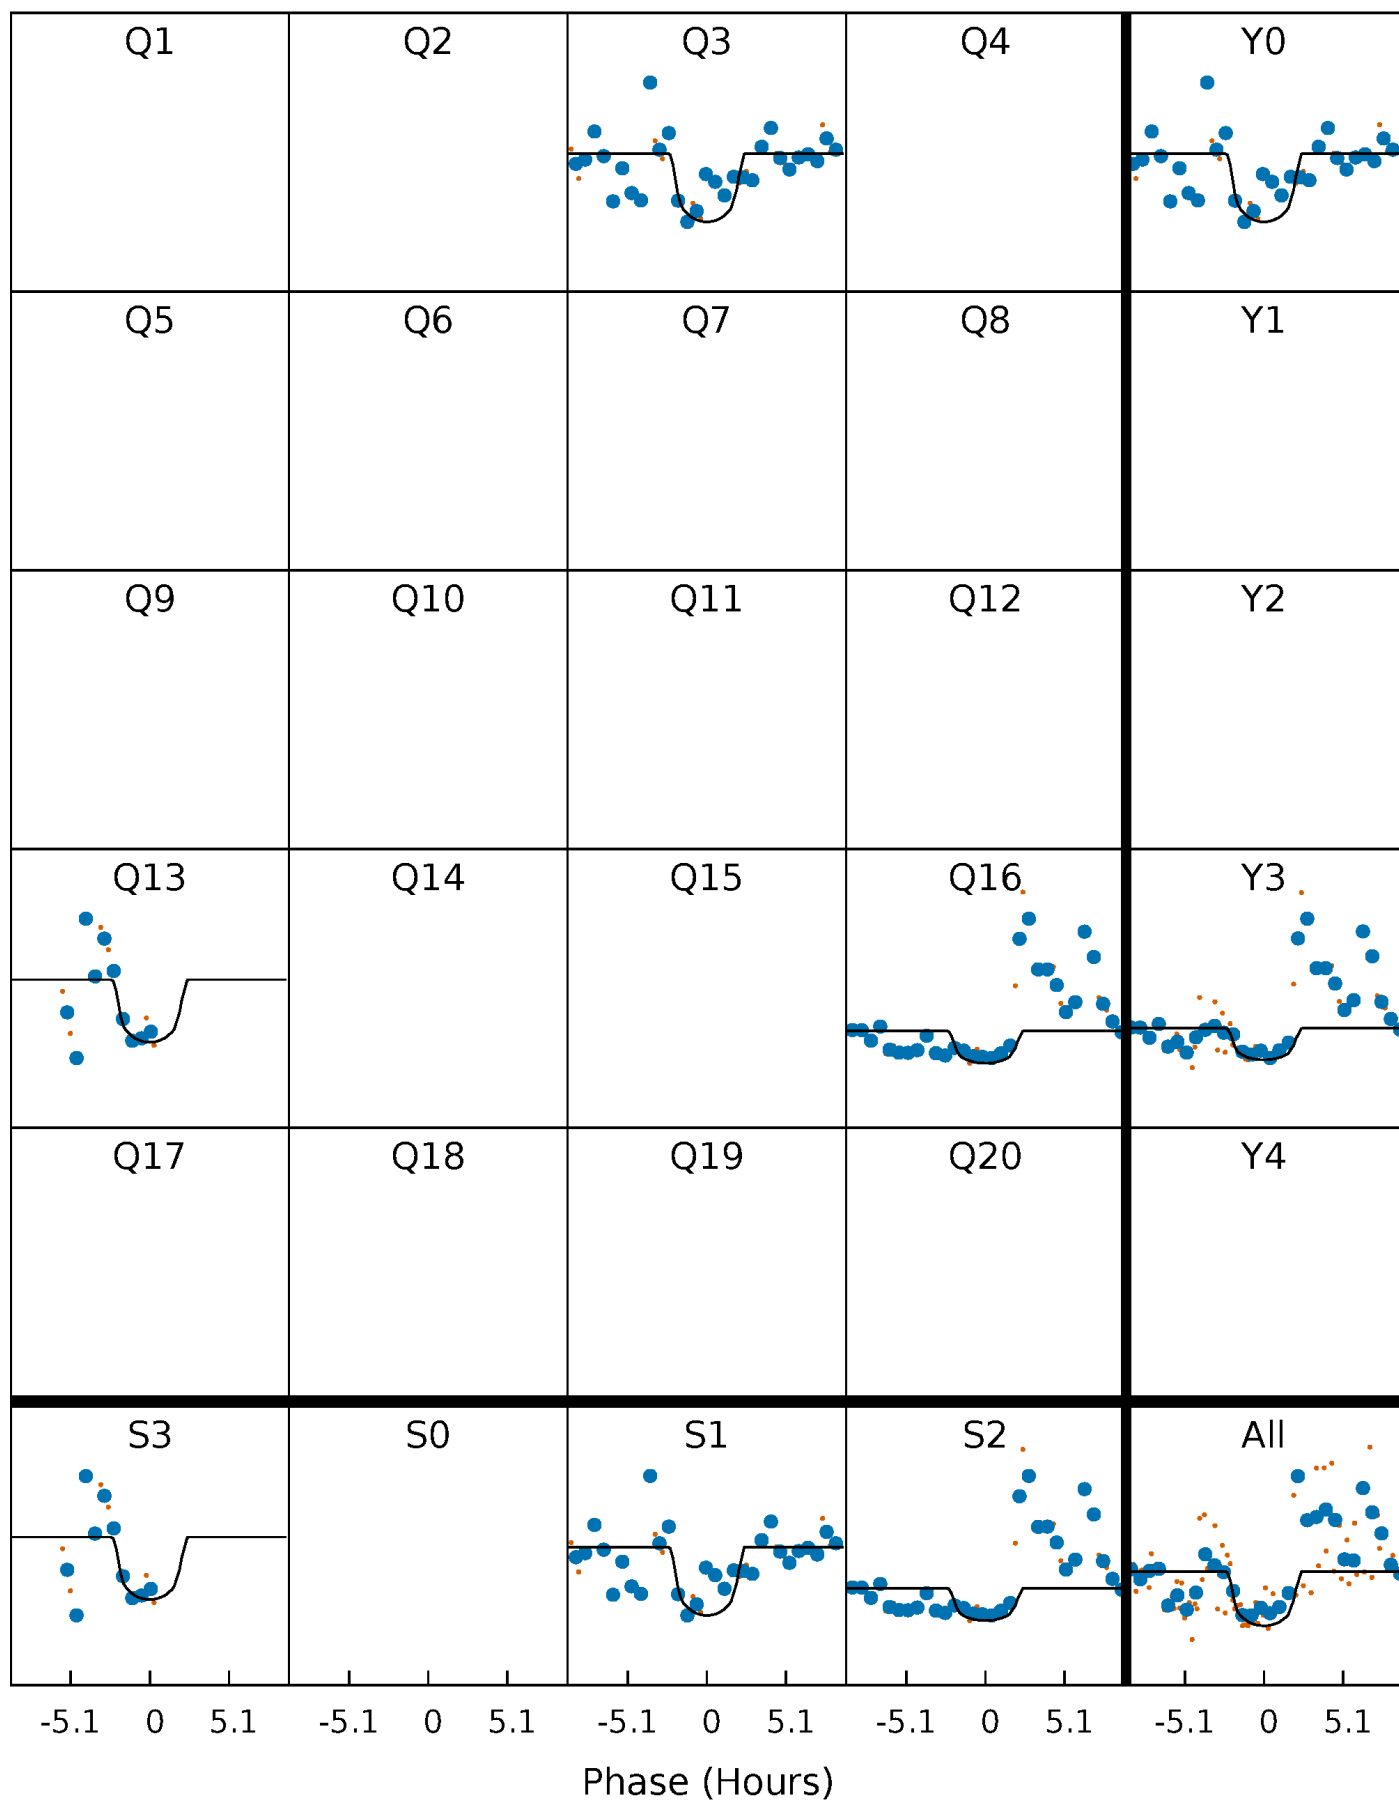 Q1 Q2 Q3 Q4 Y0
Q5 Q6 Q7 Q8 Y1
Q9 Q10 Q11 Q12 Y2
Q13 Q14 Q15 Q16 Y3
Q17 Q18 Q19 Q20 Y4
S3 S0 S1 S2 All
-5.1 0 5.1 -5.1 0 5.1 -5.1 0 5.1 -5.1 0 5.1 -5.1 0 5.1
Phase (Hours)